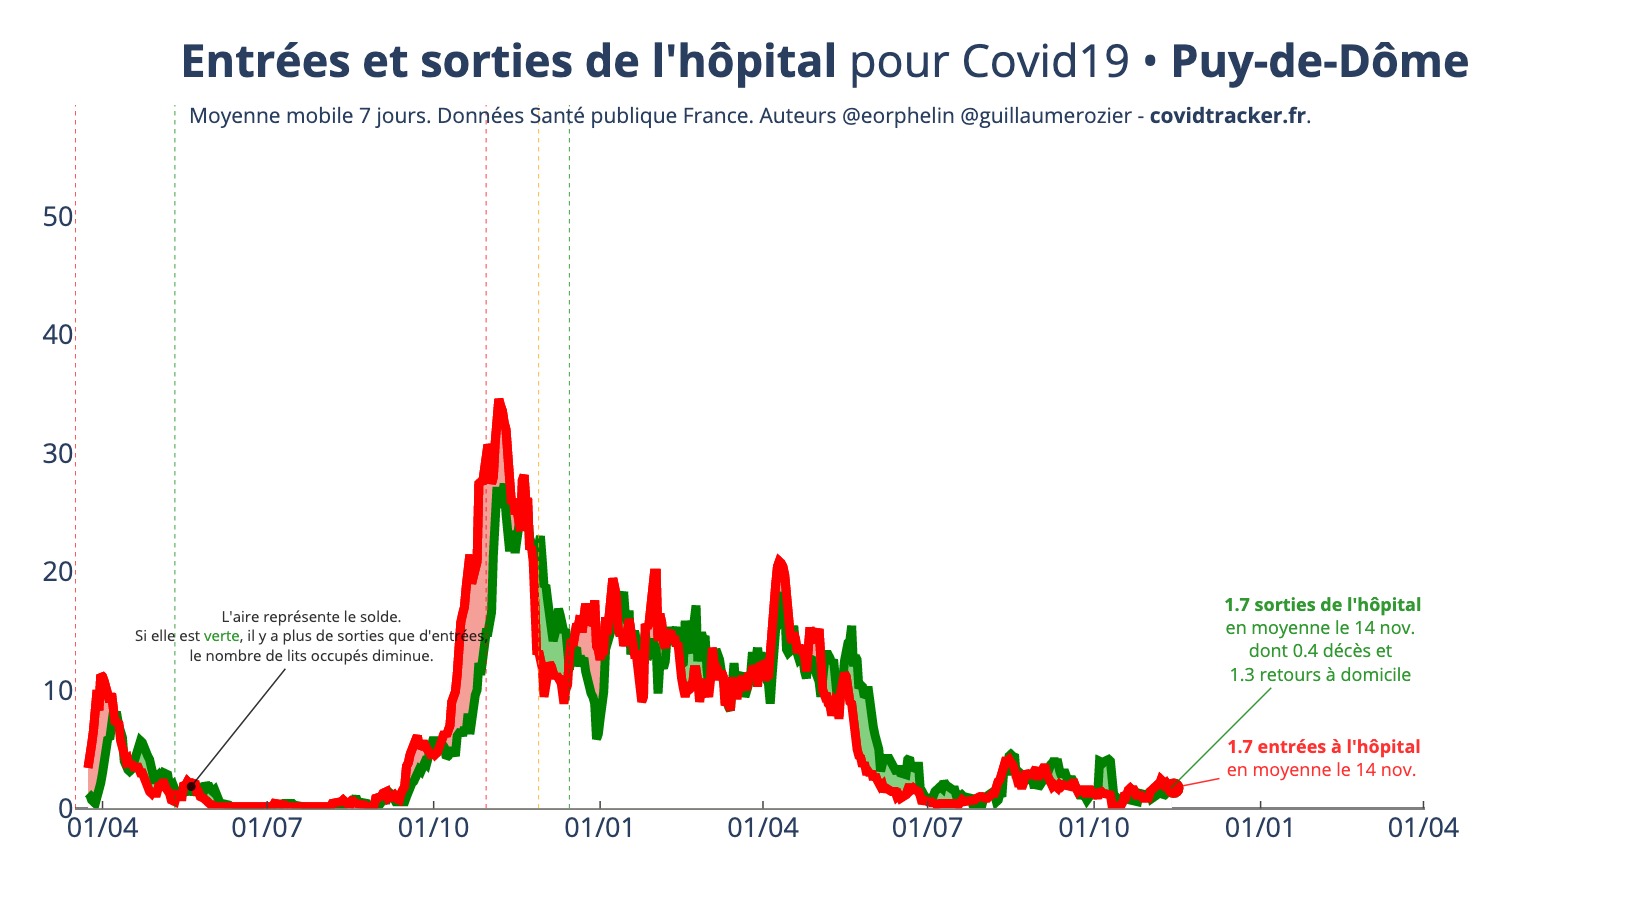 Entrées et sorties de l'hôpital pour Covid19 • Puy-de-Dôme
Moyenne mobile 7 jours. Données Santé publique France. Auteurs @eorphelin @guillaumerozier - covidtracker.fr.
50
40
30
20
10
0
L'aire représente le solde.
Si elle est verte, il y a plus de sorties que d'entrées,
le nombre de lits occupés diminue.
1.7 sorties de l'hôpital
en moyenne le 14 nov.
dont 0.4 décès et
1.3 retours à domicile
1.7 entrées à l'hôpital
en moyenne le 14 nov.
01/04 01/07 01/10 01/01 01/04 01/07 01/10 01/01 01/04